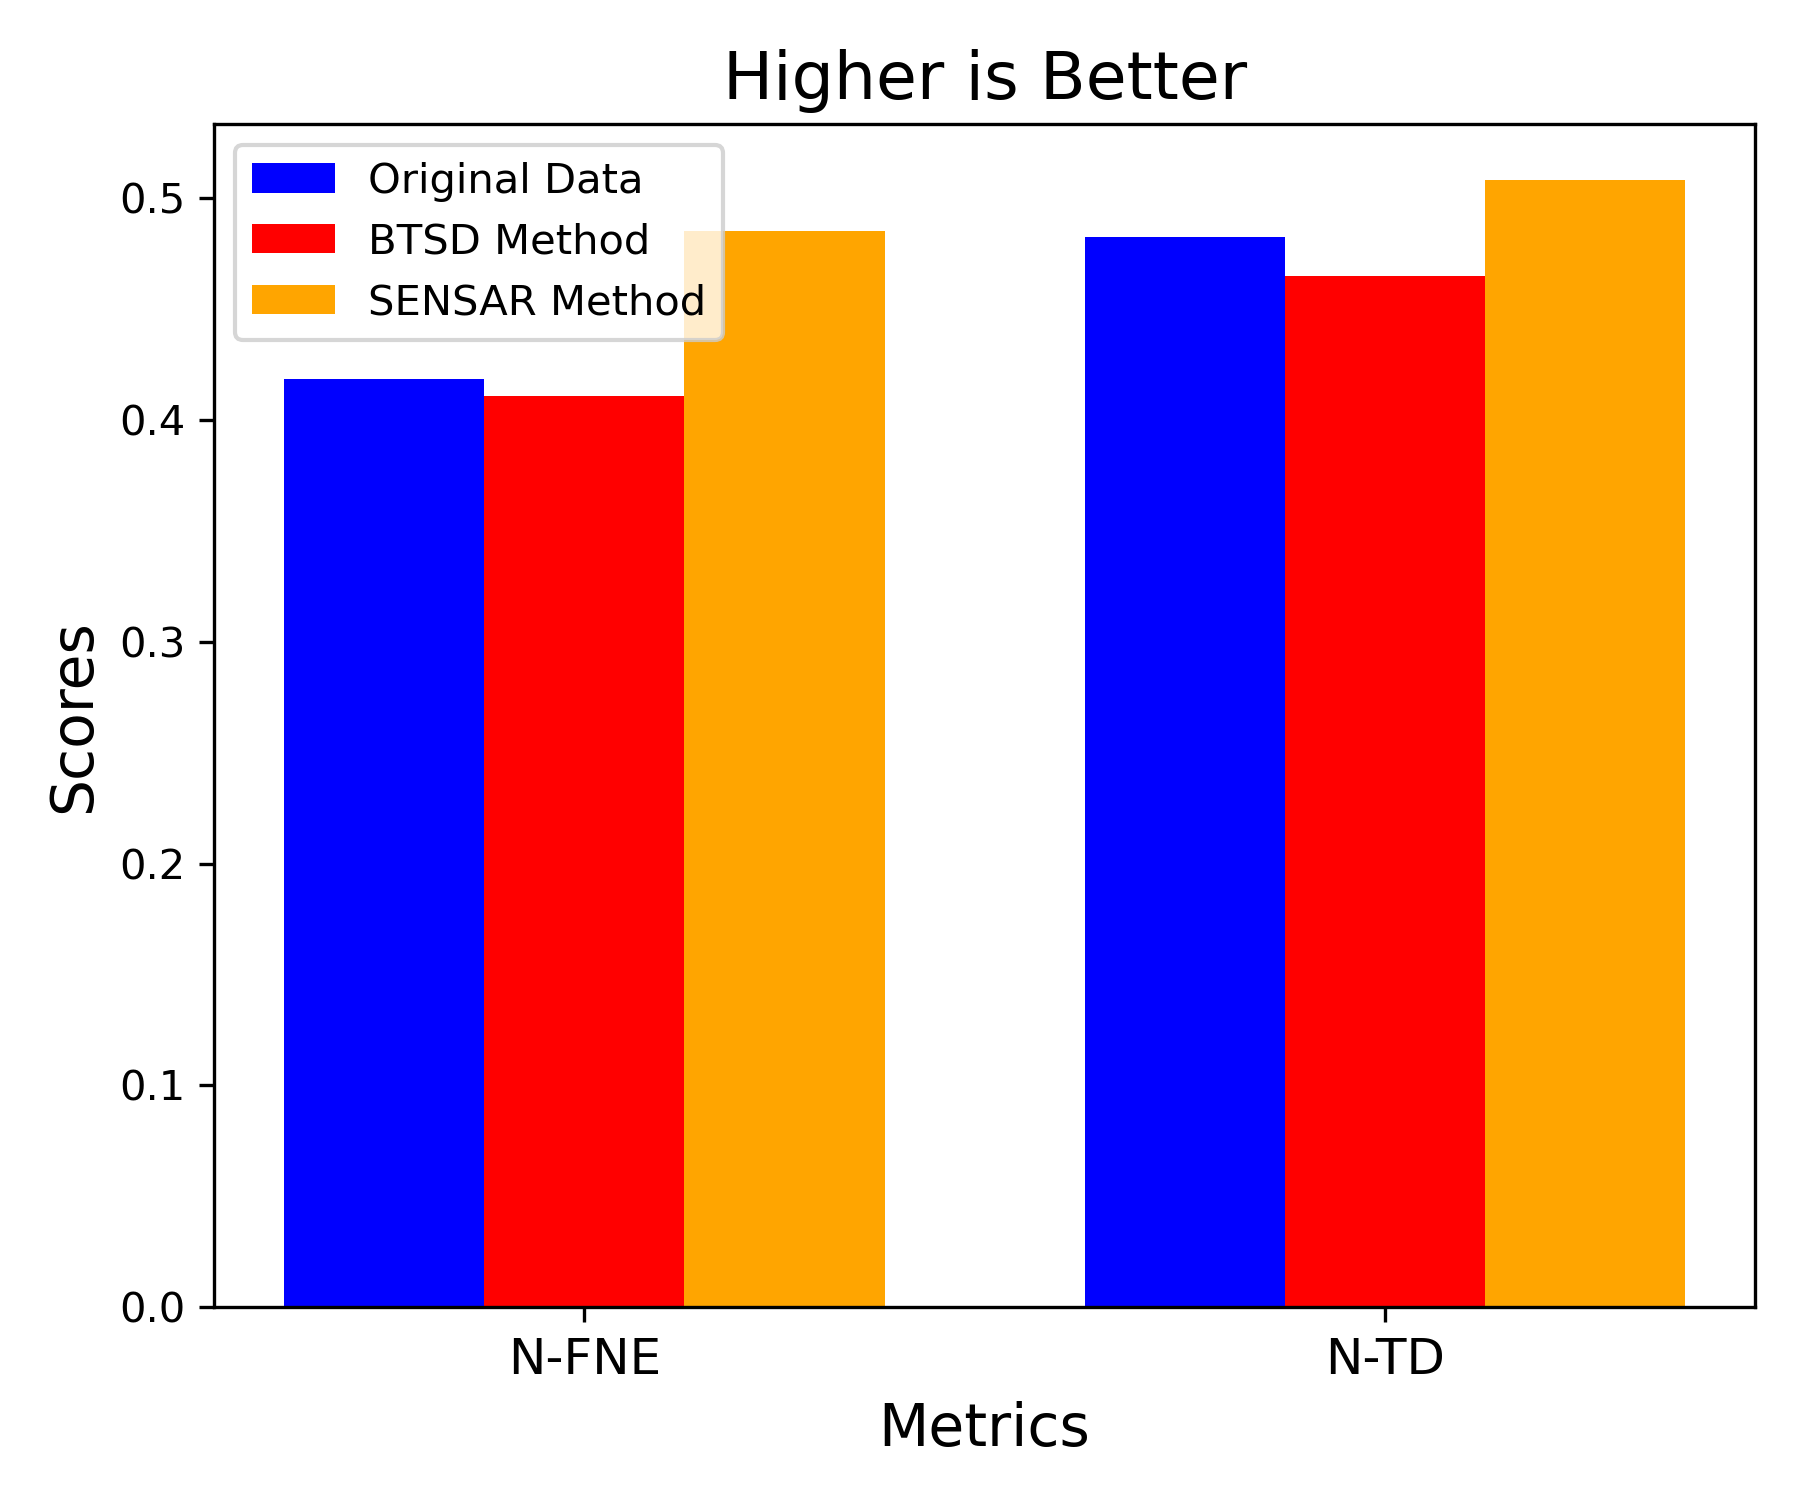 Higher is Better
Original Data
BTSD Method
SENSAR Method
0.5
0.4
0.3
0.2
0.1
0.0
Scores
N-FNE
N-TD
Metrics